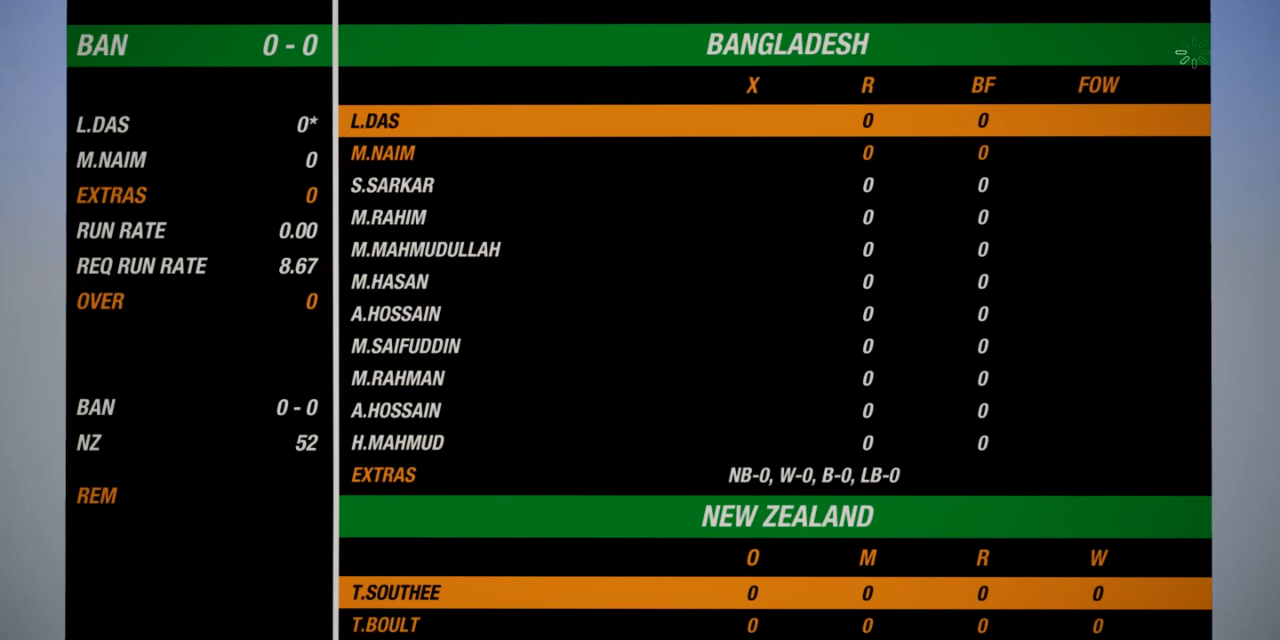 BAN 0 - 0
L.DAS 0*
M.NAIM 0
EXTRAS 0
RUN RATE 0.00
REQ RUN RATE 8.67
OVER 0
BAN 0 - 0
NZ 52
REM
BANGLADESH
X R BF FOW
L.DAS 0 0
M.NAIM 0 0
S.SARKAR 0 0
M.RAHIM 0 0
M.MAHMUDULLAH 0 0
M.HASAN 0 0
A.HOSSAIN 0 0
M.SAIFUDDIN 0 0
M.RAHMAN 0 0
A.HOSSAIN 0 0
H.MAHMUD 0 0
EXTRAS NB-0, W-0, B-0, LB-0
NEW ZEALAND
O M R W
T.SOUTHEE 0 0 0 0
T.BOULT 0 0 0 0